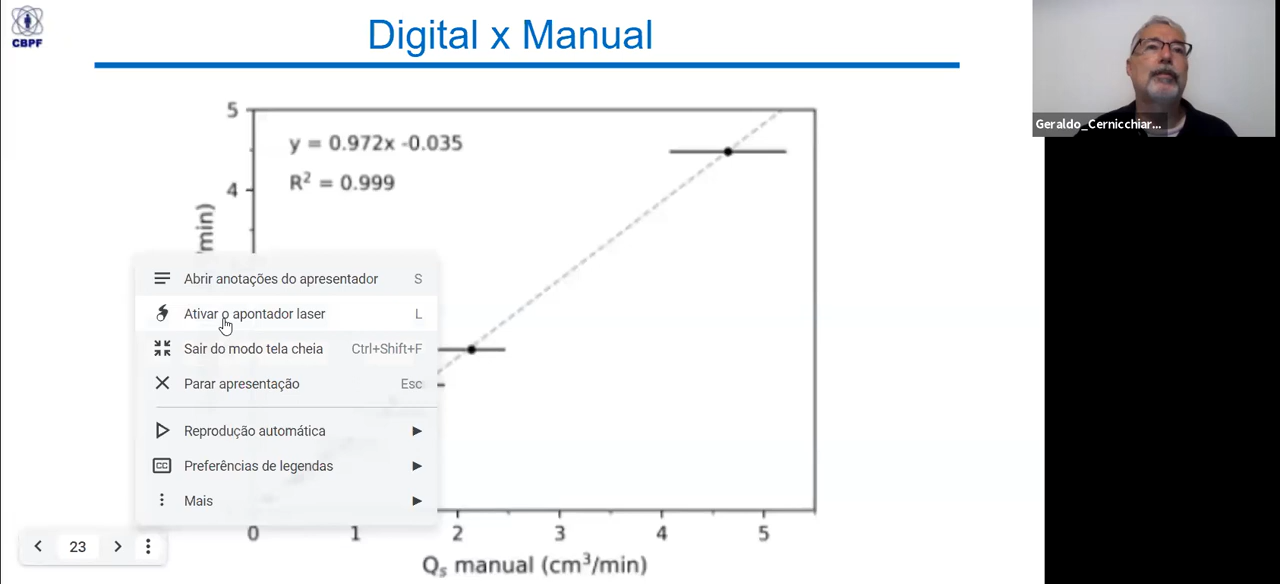 CBPF
Digital x Manual
Geraldo_Cernicchiar...
5
y = 0.972x -0.035
R² = 0.999
4
/min)
Abrir anotações do apresentador S
Ativar o apontador laser L
Sair do modo tela cheia Ctrl+Shift+F
Parar apresentação Esc
Reprodução automática
CC Preferências de legendas
Mais
0 1 2 3 4 5
Qs manual (cm³/min)
23